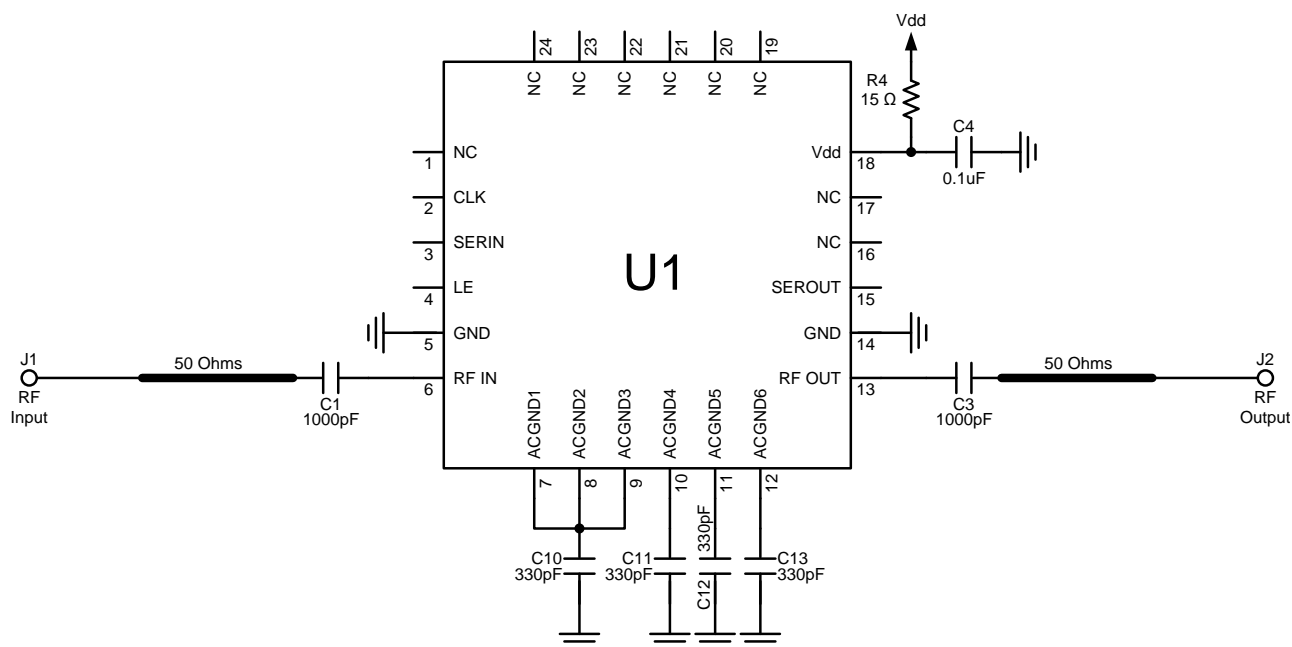 24
23
22
21
20
19
NC
NC
NC
NC
NC
NC
Vdd
R4
15 Ω
C4
0.1uF
1
NC
Vdd
18
2
CLK
NC
17
3
SERIN
NC
16
U1
4
LE
SEROUT
15
5
GND
GND
14
J1
RF
Input
50 Ohms
C1
1000pF
6
RF IN
RF OUT
13
C3
1000pF
50 Ohms
J2
RF
Output
ACGND1
ACGND2
ACGND3
ACGND4
ACGND5
ACGND6
7
8
9
10
11
12
C10
330pF
C11
330pF
330pF
C12
C13
330pF